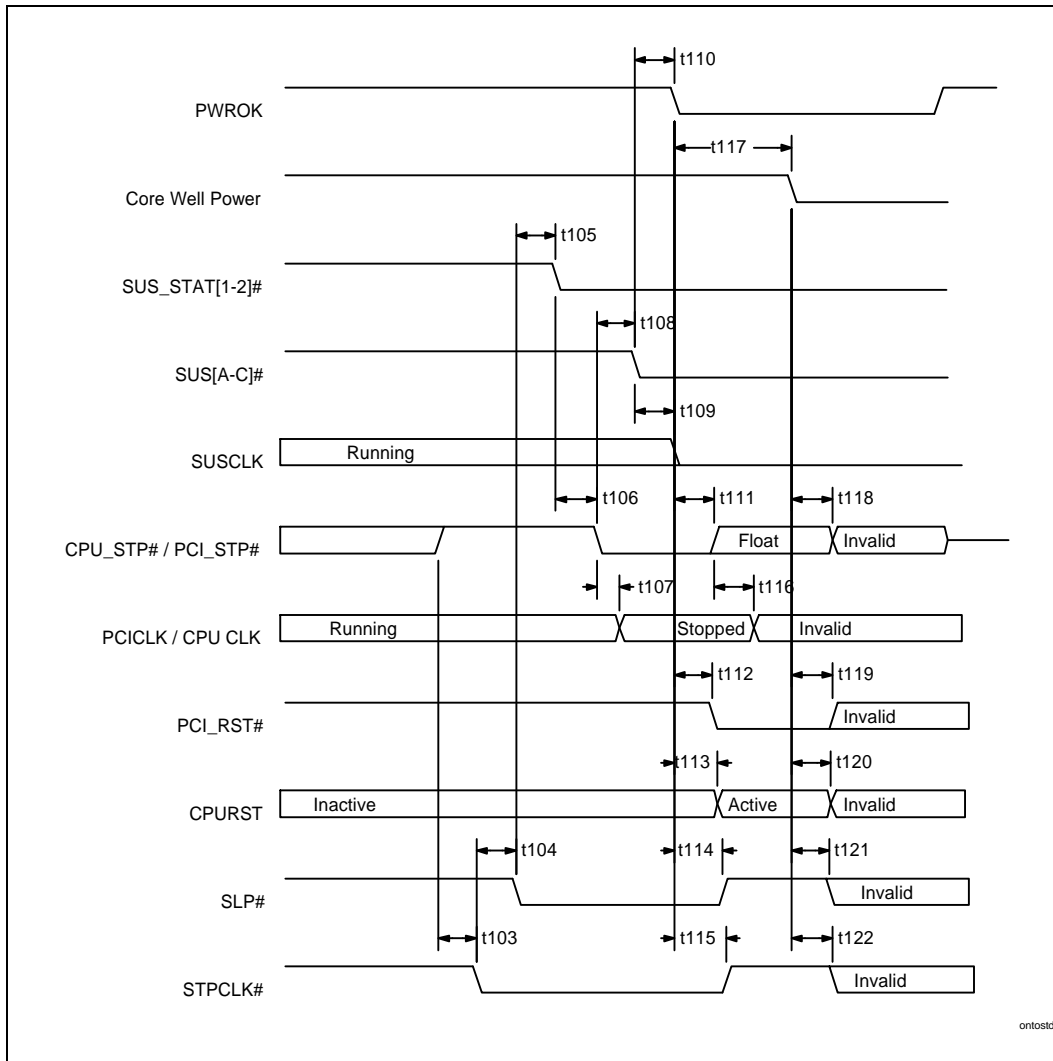 t110
PWROK
t117
Core Well Power
t105
SUS_STAT[1-2]#
t108
SUS[A-C]#
t109
SUSCLK
Running
t106
t111
t118
CPU_STP# / PCI_STP#
Float
Invalid
t107
t116
PCICLK / CPU CLK
Running
Stopped
Invalid
t112
t119
PCI_RST#
Invalid
t113
t120
CPURST
Inactive
Active
Invalid
t104
t114
t121
SLP#
Invalid
t103
t115
t122
STPCLK#
Invalid
ontostd